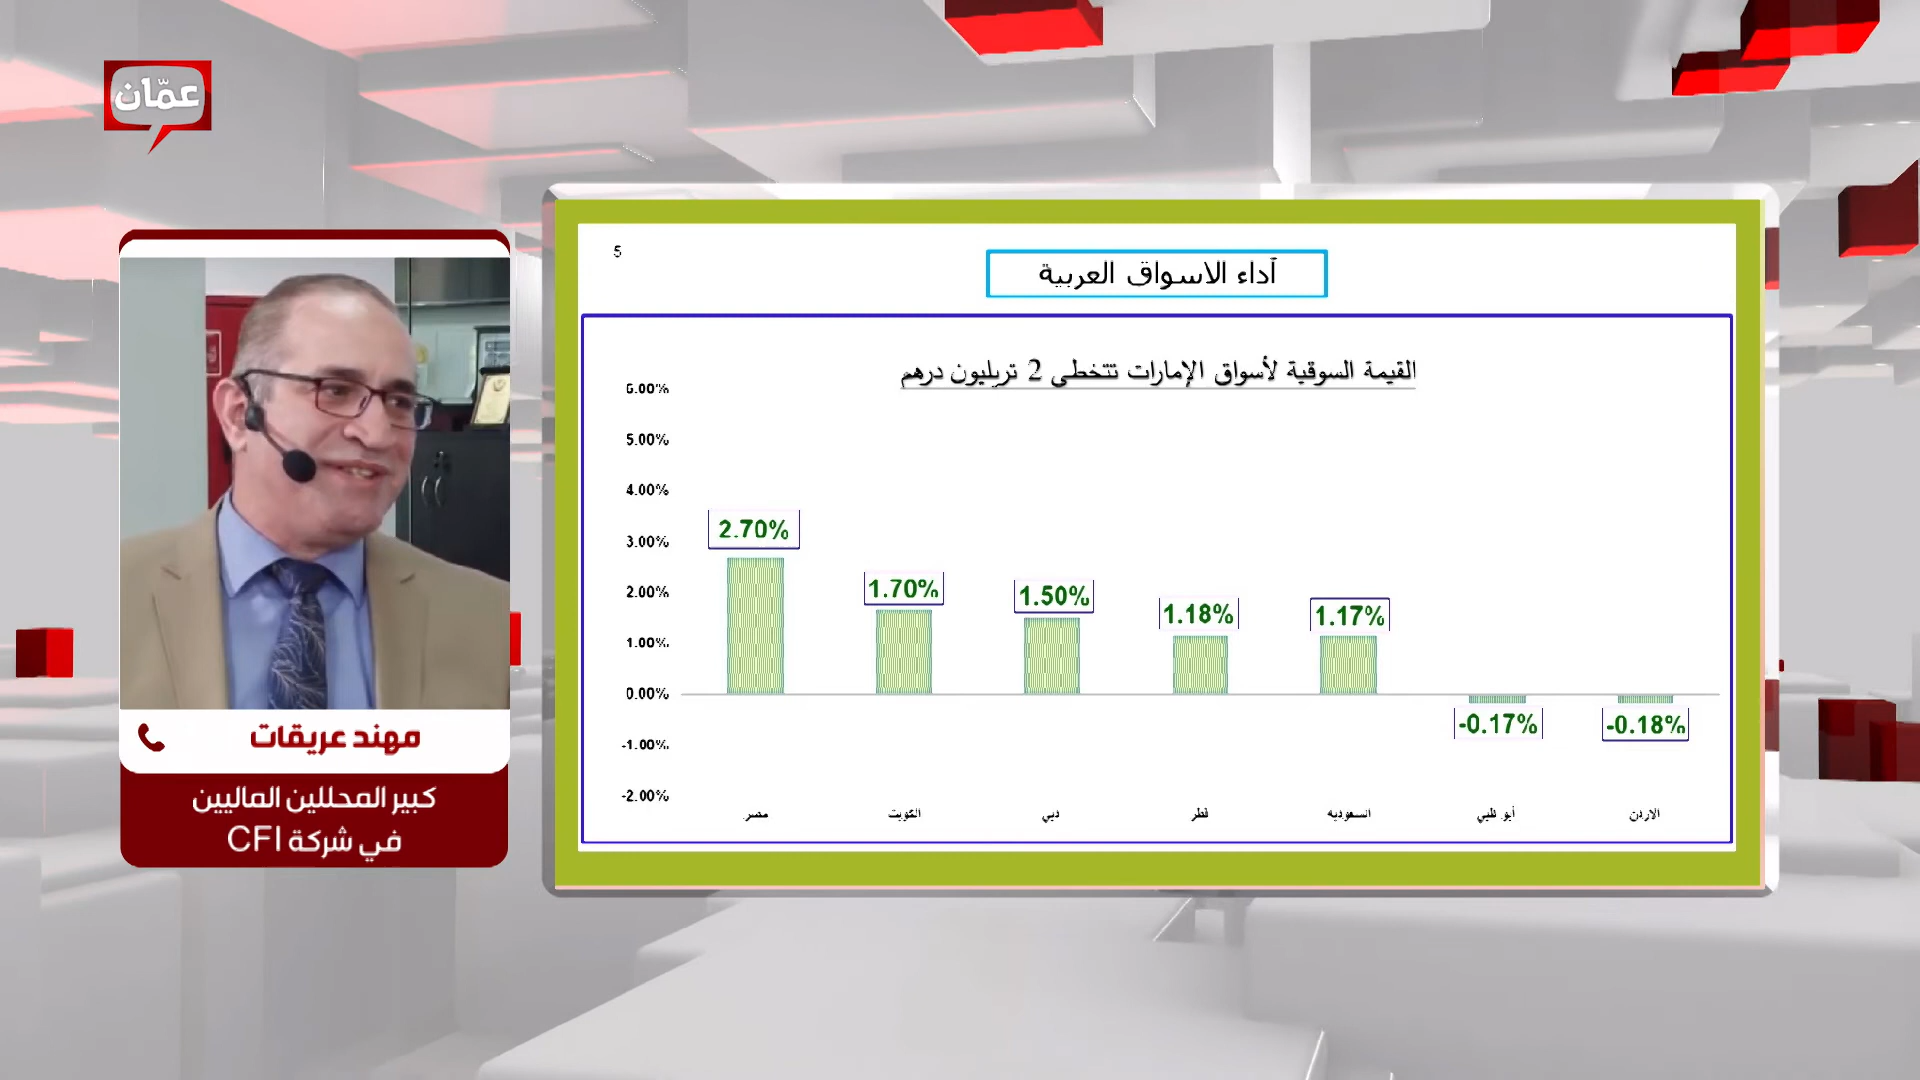 عمّان
5
آداء الاسواق العربية
القيمة السوقية لأسواق الإمارات تتخطى 2 تريليون درهم
6.00%
5.00%
4.00%
3.00%
2.00%
1.00%
0.00%
-1.00%
-2.00%
2.70%
1.70%
1.50%
1.18%
1.17%
-0.17%
-0.18%
مصر
الكويت
دبي
قطر
السعودية
أبو ظبي
الاردن
مهند عريقات
كبير المحللين الماليين
في شركة CFI